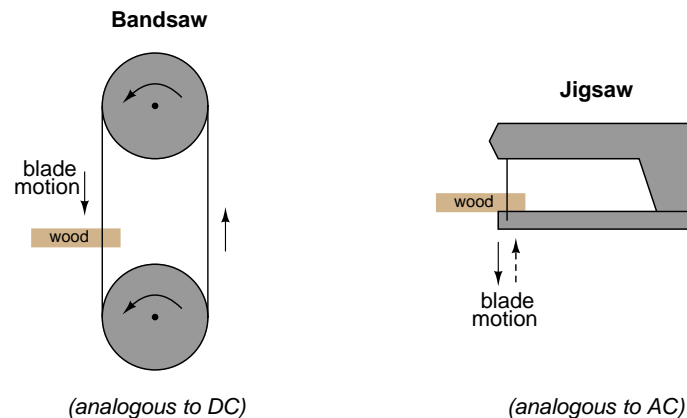 Bandsaw
blade
motion
wood
(analogous to DC)
Jigsaw
wood
blade
motion
(analogous to AC)